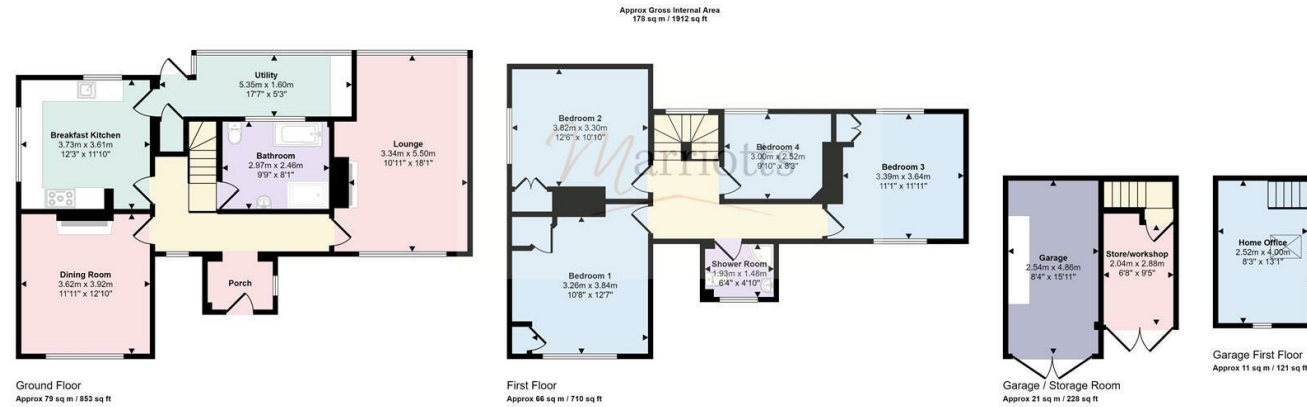 Approx Gross Internal Area
178 sq m / 1912 sq ft
Utility
5.35m x 1.60m
17'7" x 5'3"
Breakfast Kitchen
3.73m x 3.61m
12'3" x 11'10"
Bathroom
2.97m x 2.46m
9'9" x 8'1"
Lounge
3.34m x 5.50m
10'11" x 18'1"
Dining Room
3.62m x 3.92m
11'11" x 12'10"
Porch
Ground Floor
Approx 79 sq m / 853 sq ft
Bedroom 2
3.82m x 3.30m
12'6" x 10'10"
Bedroom 4
3.00m x 2.52m
9'10" x 8'3"
Bedroom 3
3.39m x 3.64m
11'1" x 11'11"
Marriotts
Bedroom 1
3.26m x 3.84m
10'8" x 12'7"
Shower Room
1.93m x 1.48m
6'4" x 4'10"
First Floor
Approx 66 sq m / 710 sq ft
Garage
2.54m x 4.86m
8'4" x 15'11"
Store/workshop
2.04m x 2.88m
6'8" x 9'5"
Garage / Storage Room
Approx 21 sq m / 228 sq ft
Home Office
2.52m x 4.00m
8'3" x 13'1"
Garage First Floor
Approx 11 sq m / 121 sq ft